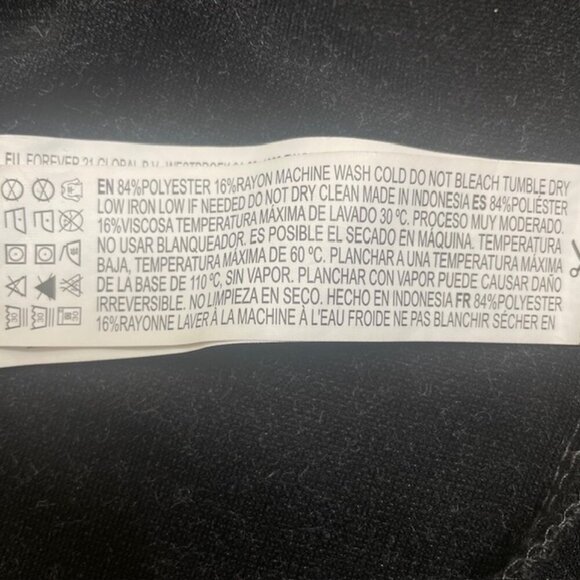 EU. FOREVER 21 GLOBAL B.V.
EN 84%POLYESTER 16%RAYON MACHINE WASH COLD DO NOT BLEACH TUMBLE DRY
LOW IRON LOW IF NEEDED DO NOT DRY CLEAN MADE IN INDONESIA ES 84%POLIÉSTER
16%VISCOSA TEMPERATURA MÁXIMA DE LAVADO 30 ºC. PROCESO MUY MODERADO.
NO USAR BLANQUEADOR. ES POSIBLE EL SECADO EN MÁQUINA. TEMPERATURA
BAJA, TEMPERATURA MÁXIMA DE 60 ºC. PLANCHAR A UNA TEMPERATURA MÁXIMA
DE LA BASE DE 110 ºC, SIN VAPOR. PLANCHAR CON VAPOR PUEDE CAUSAR DAÑO
IRREVERSIBLE. NO LIMPIEZA EN SECO. HECHO EN INDONESIA FR 84%POLYESTER
16%RAYONNE LAVER À LA MACHINE À L'EAU FROIDE NE PAS BLANCHIR SÉCHER EN